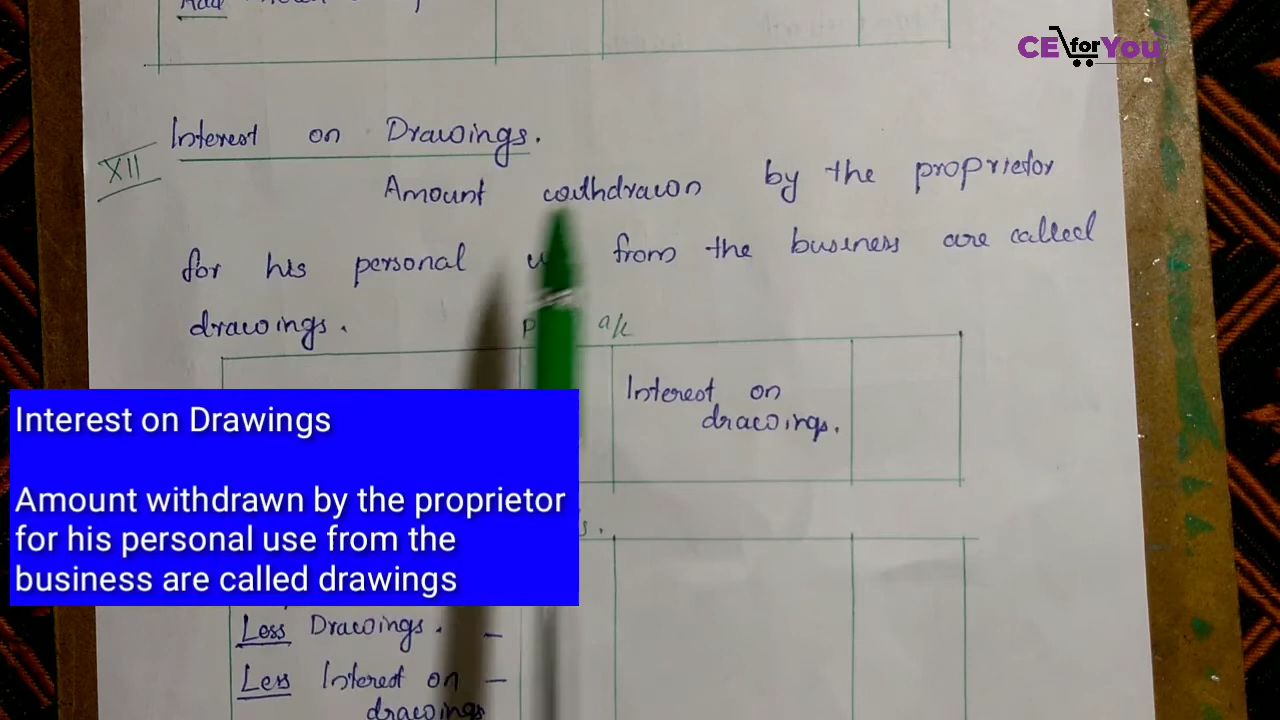 Add
CE for You
XII Interest on Drawings.
Amount withdrawn by the proprietor
for his personal from the business are called
drawings.
a/c
Interest on
drawings.
Interest on Drawings
Amount withdrawn by the proprietor
for his personal use from the
business are called drawings
Less Drawings. -
Less Interest on -
drawings